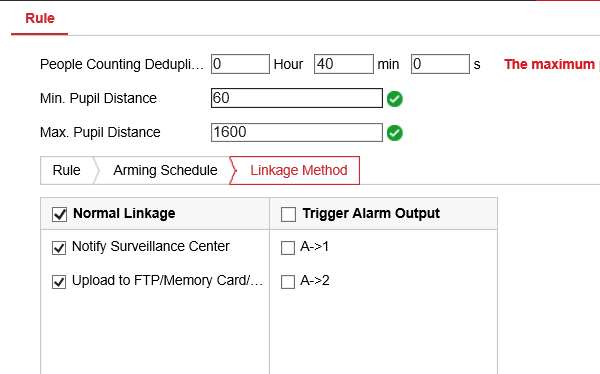 Rule
People Counting Dedupli... 0 Hour 40 min 0 s The maximum
Min. Pupil Distance 60
Max. Pupil Distance 1600
Rule Arming Schedule Linkage Method
Normal Linkage Trigger Alarm Output
Notify Surveillance Center A->1
Upload to FTP/Memory Card/... A->2